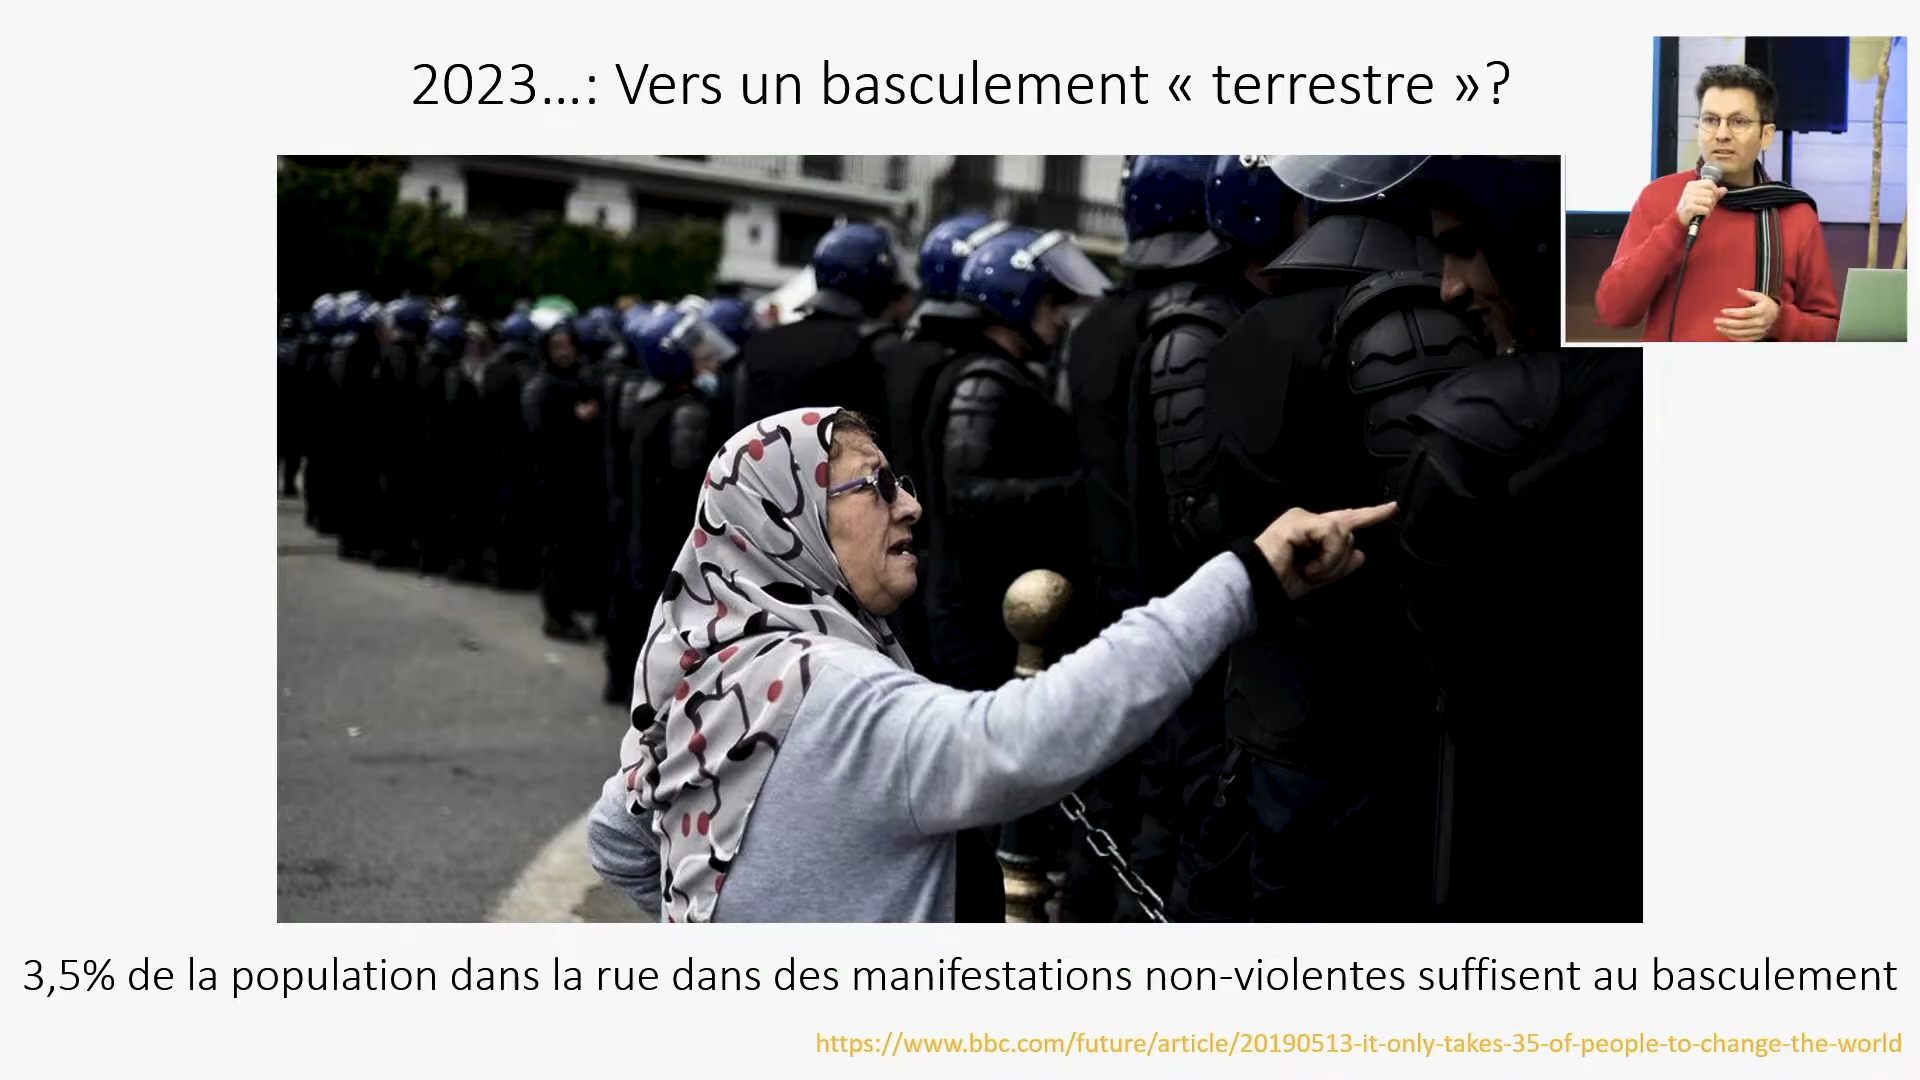 2023...: Vers un basculement « terrestre »?
3,5% de la population dans la rue dans des manifestations non-violentes suffisent au basculement
https://www.bbc.com/future/article/20190513-it-only-takes-35-of-people-to-change-the-world